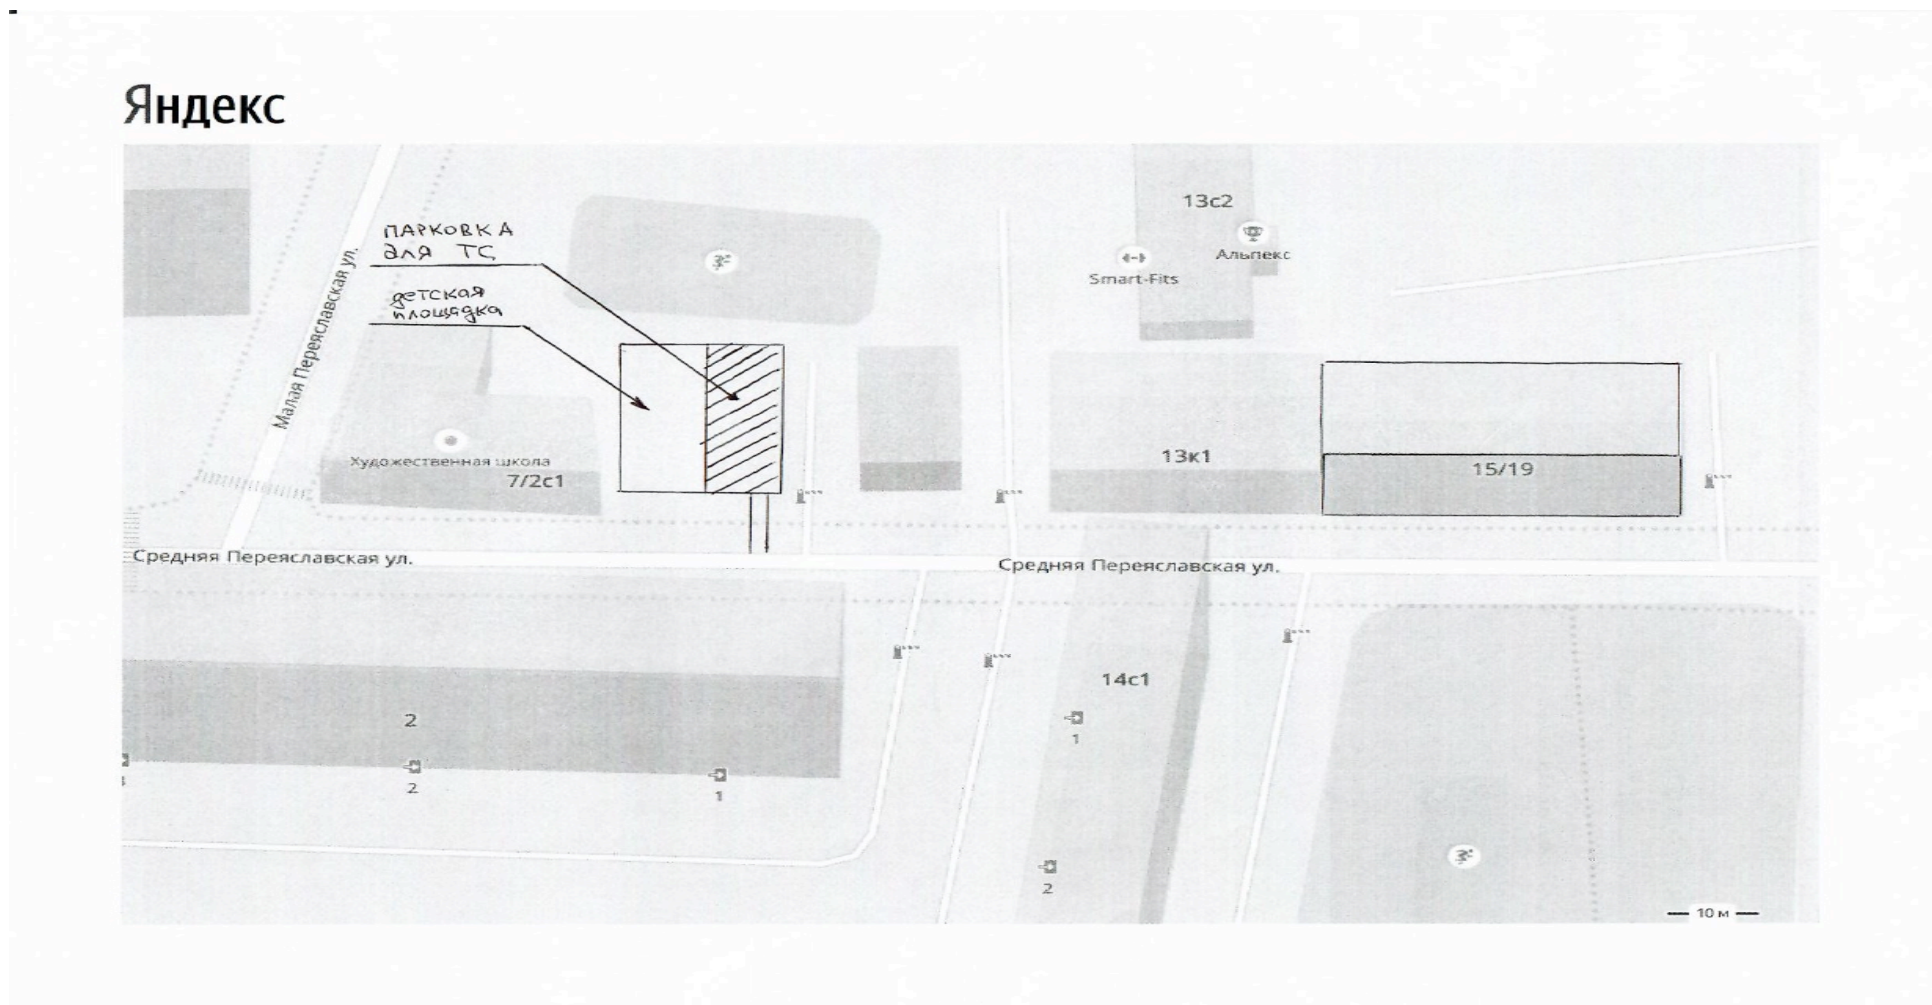 Яндекс
13с2
Альпекс
Smart-Fits
ПАРКОВКА
для ТС
детская
площадка
Малая Переяславская ул.
Художественная школа
7/2с1
13к1
15/19
Средняя Переяславская ул.
Средняя Переяславская ул.
14с1
2
1
2
1
2
10 м